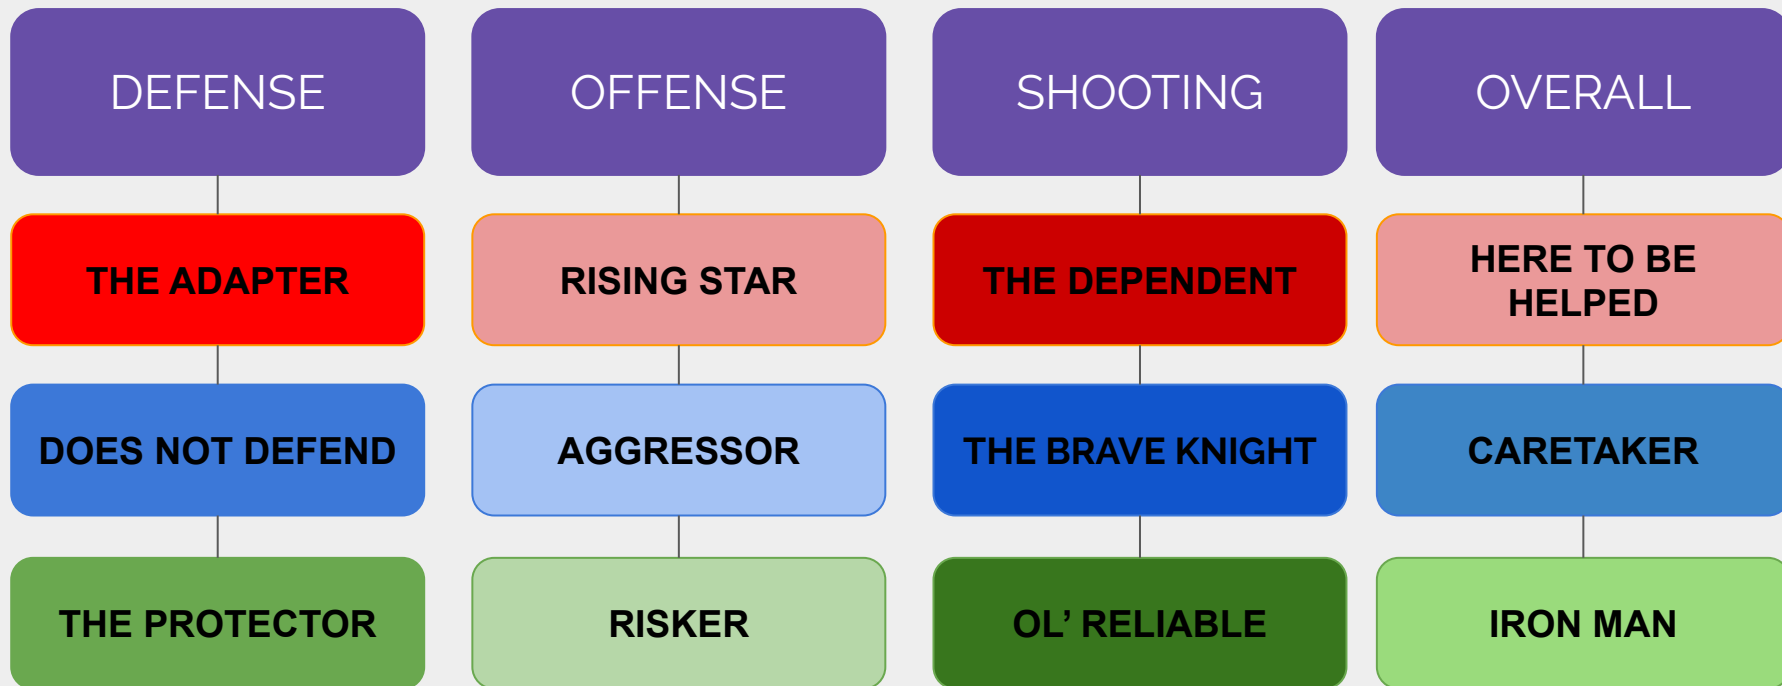 DEFENSE
OFFENSE
SHOOTING
OVERALL
THE ADAPTER
RISING STAR
THE DEPENDENT
HERE TO BE
HELPED
DOES NOT DEFEND
AGGRESSOR
THE BRAVE KNIGHT
CARETAKER
THE PROTECTOR
RISKER
OL’ RELIABLE
IRON MAN